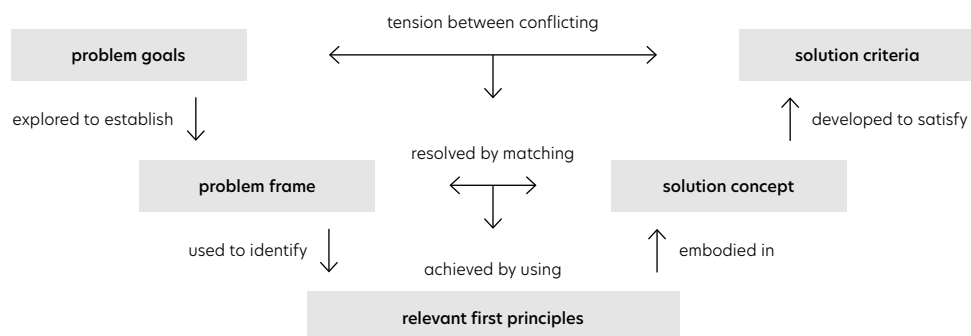 tension between conflicting
problem goals
solution criteria
explored to establish
developed to satisfy
resolved by matching
problem frame
solution concept
used to identify
embodied in
achieved by using
relevant first principles